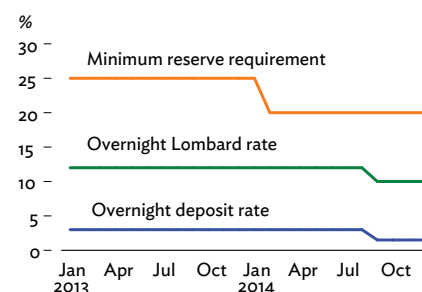 %
30
Minimum reserve requirement
25
20
15
Overnight Lombard rate
10
5
Overnight deposit rate
0
Jan Apr Jul Oct Jan Apr Jul Oct
2013 2014